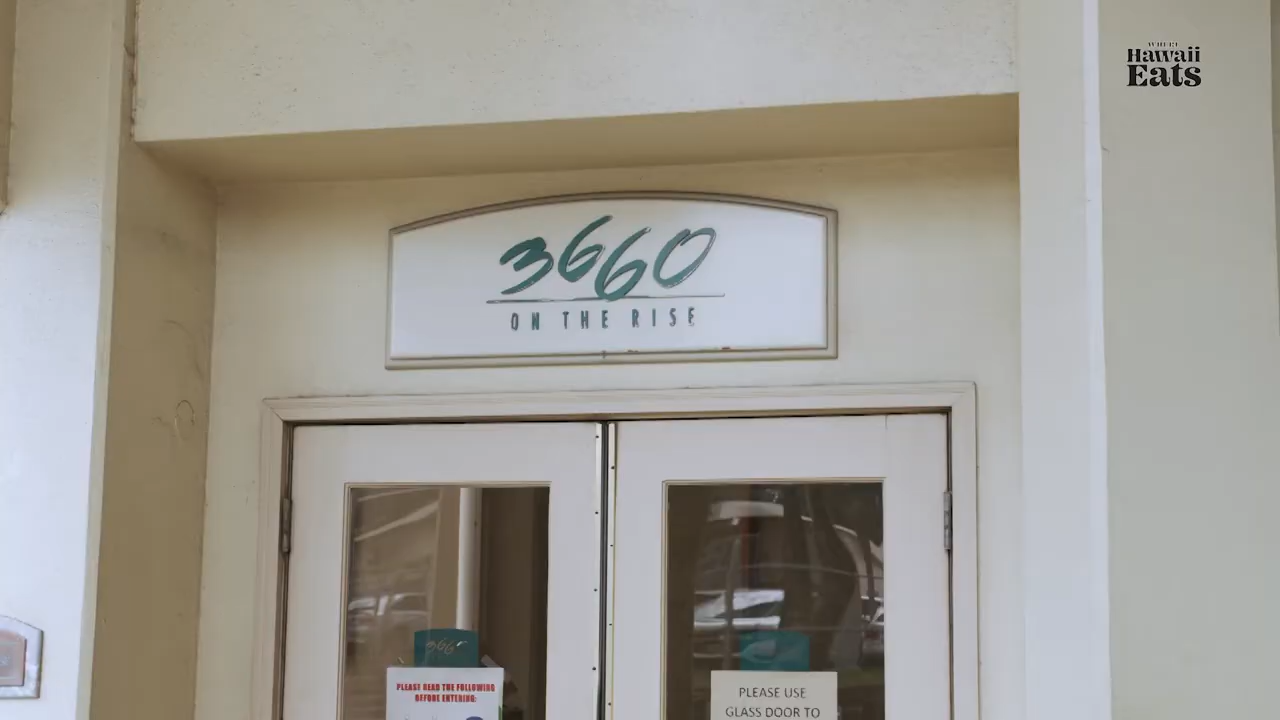 WHERE
Hawaii
Eats
3660
ON THE RISE
3660
PLEASE READ THE FOLLOWING
BEFORE ENTERING:
PLEASE USE
GLASS DOOR TO